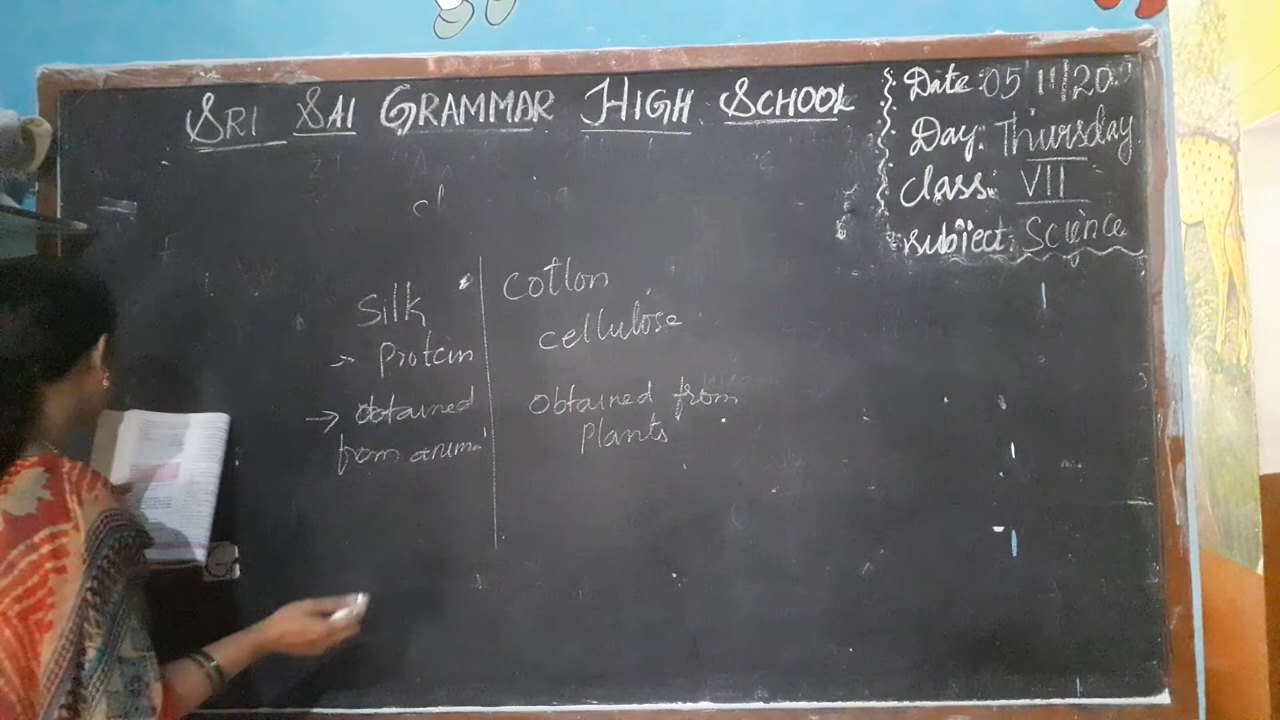 SRI SAI GRAMMAR HIGH SCHOOL
Date: 05/11/20
Day: Thursday
Class: VII
Subject: Science
Silk
→ Protein
→ obtained
from anima
cotton
cellulose
Obtained from
Plants